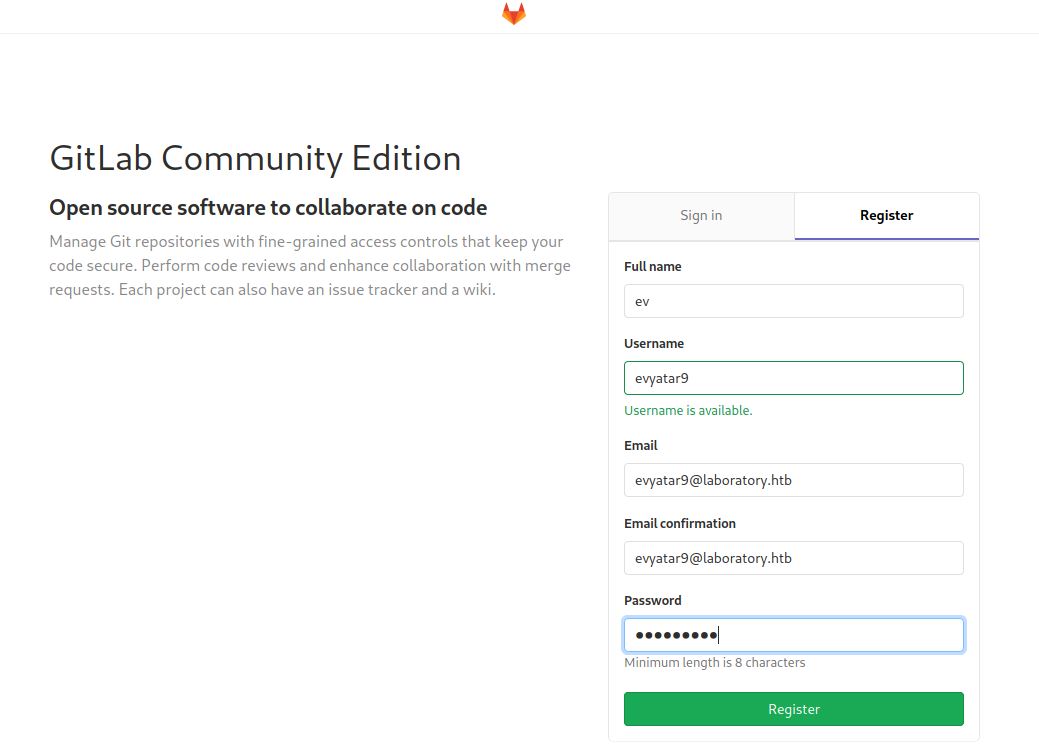 GitLab Community Edition
Open source software to collaborate on code
Manage Git repositories with fine-grained access controls that keep your
code secure. Perform code reviews and enhance collaboration with merge
requests. Each project can also have an issue tracker and a wiki.
Sign in
Register
Full name
ev
Username
evyatar9
Username is available.
Email
evyatar9@laboratory.htb
Email confirmation
evyatar9@laboratory.htb
Password
●●●●●●●●●
Minimum length is 8 characters
Register